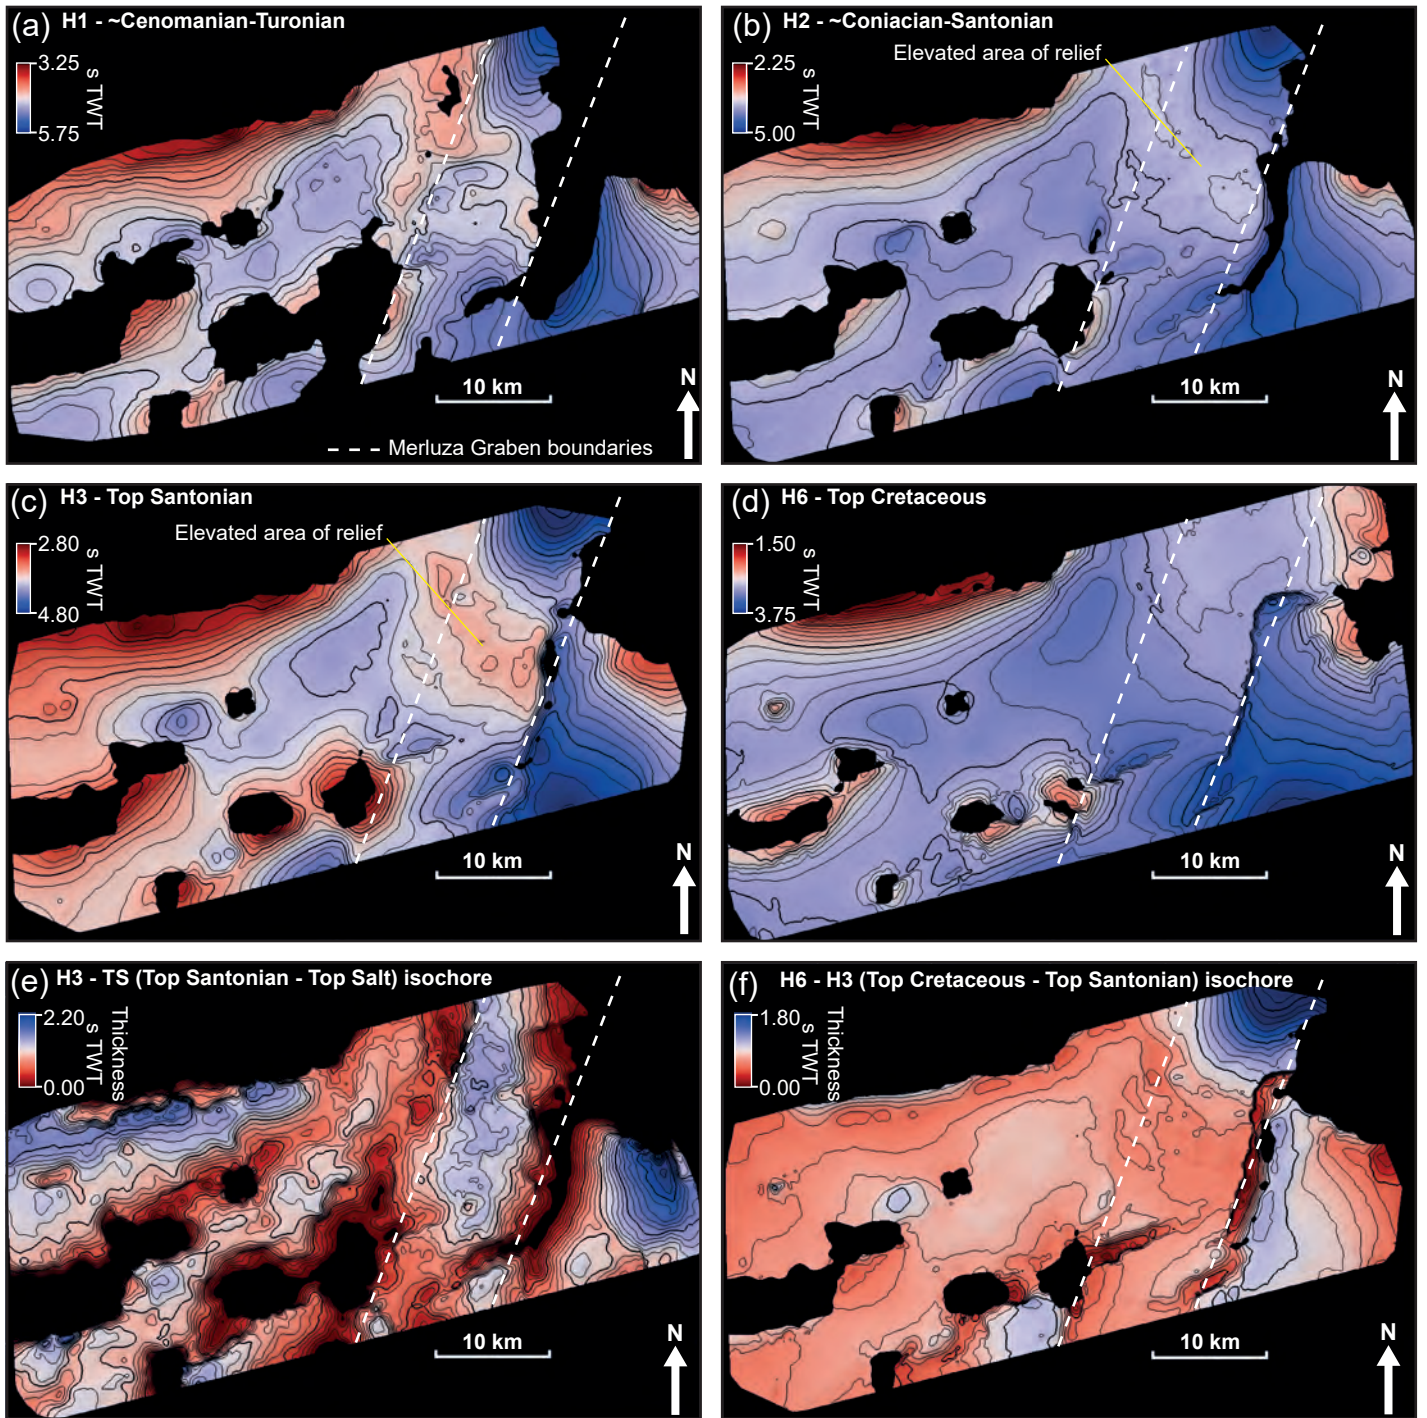 (a) H1 - ~Cenomanian-Turonian
3.25
s TWT
5.75
10 km
N
Merluza Graben boundaries
(b) H2 - ~Coniacian-Santonian
Elevated area of relief
2.25
s TWT
5.00
10 km
N
(c) H3 - Top Santonian
Elevated area of relief
2.80
s TWT
4.80
10 km
N
(d) H6 - Top Cretaceous
1.50
s TWT
3.75
10 km
N
(e) H3 - TS (Top Santonian - Top Salt) isochore
2.20
Thickness
s TWT
0.00
10 km
N
(f) H6 - H3 (Top Cretaceous - Top Santonian) isochore
1.80
Thickness
s TWT
0.00
10 km
N